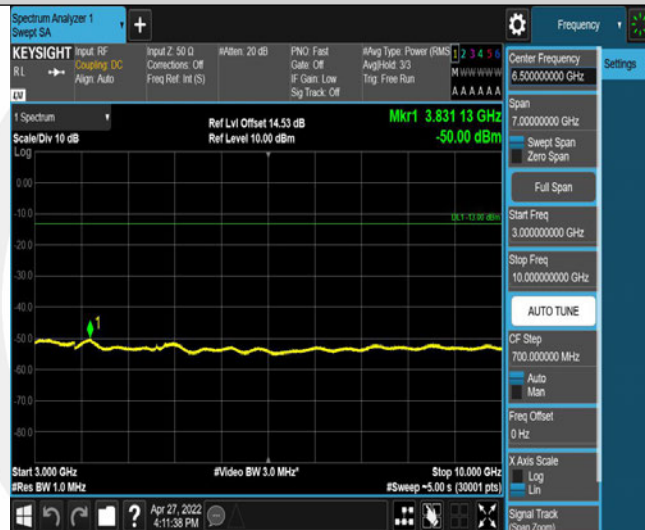 Spectrum Analyzer 1
Swept SA
Frequency
KEYSIGHT
RL
Input: RF
Coupling: DC
Align: Auto
Input Z: 50 Ω
Corrections: Off
Freq Ref: Int (S)
#Atten: 20 dB
PNO: Fast
Gate: Off
IF Gain: Low
Sig Track: Off
#Avg Type: Power (RMS
Avg|Hold: 3/3
Trig: Free Run
1 2 3 4 5 6
M W W W W W
A A A A A A
LXI
1 Spectrum
Scale/Div 10 dB
Log
Ref Lvl Offset 14.53 dB
Ref Level 10.00 dBm
Mkr1 3.831 13 GHz
-50.00 dBm
0.00
-10.0
-20.0
-30.0
-40.0
-50.0
-60.0
-70.0
-80.0
DL1 -13.00 dBm
1
Start 3.000 GHz
#Res BW 1.0 MHz
#Video BW 3.0 MHz*
Stop 10.000 GHz
#Sweep ~5.00 s (30001 pts)
Apr 27, 2022
4:11:38 PM
Center Frequency
6.500000000 GHz
Settings
Span
7.00000000 GHz
Swept Span
Zero Span
Full Span
Start Freq
3.000000000 GHz
Stop Freq
10.000000000 GHz
AUTO TUNE
CF Step
700.000000 MHz
Auto
Man
Freq Offset
0 Hz
X Axis Scale
Log
Lin
Signal Track
(Span Zoom)